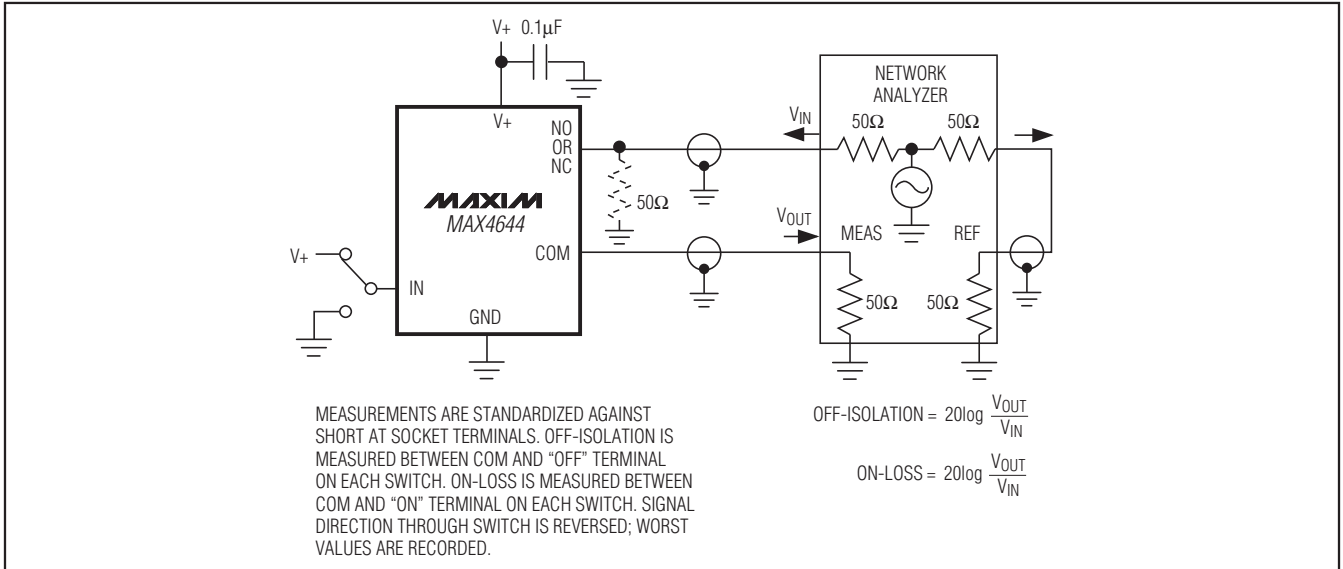 V+ 0.1μF
V+
NO
OR
NC
MAXIM
MAX4644
50Ω
COM
V+
IN
GND
VIN
VOUT
NETWORK
ANALYZER
50Ω 50Ω
MEAS REF
50Ω 50Ω
MEASUREMENTS ARE STANDARDIZED AGAINST
SHORT AT SOCKET TERMINALS. OFF-ISOLATION IS
MEASURED BETWEEN COM AND “OFF” TERMINAL
ON EACH SWITCH. ON-LOSS IS MEASURED BETWEEN
COM AND “ON” TERMINAL ON EACH SWITCH. SIGNAL
DIRECTION THROUGH SWITCH IS REVERSED; WORST
VALUES ARE RECORDED.
OFF-ISOLATION = 20log VOUT
VIN
ON-LOSS = 20log VOUT
VIN